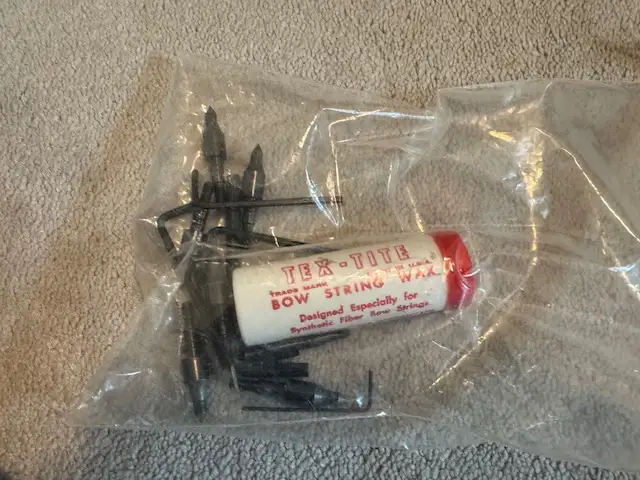 TEX-TITE
TRADE MARK U.S.A.
BOW STRING WAX
Designed Especially for
Synthetic Fiber Bow Strings